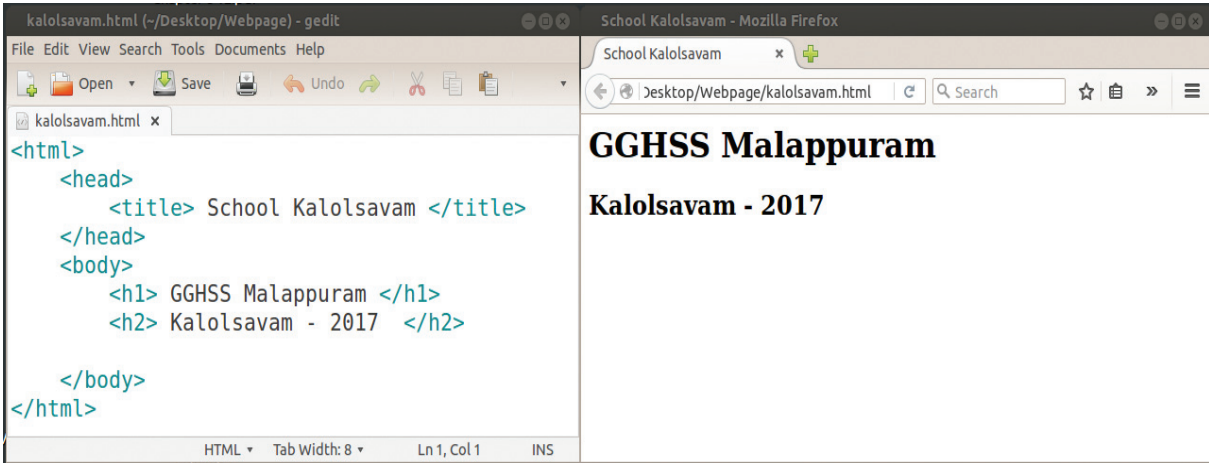 kalolsavam.html (~/Desktop/Webpage) - gedit
File Edit View Search Tools Documents Help
Open Save Undo
kalolsavam.html x
<html>
<head>
<title> School Kalolsavam </title>
</head>
<body>
<h1> GGHSS Malappuram </h1>
<h2> Kalolsavam - 2017 </h2>
</body>
</html>
HTML Tab Width: 8 Ln 1, Col 1 INS
School Kalolsavam - Mozilla Firefox
School Kalolsavam x
Desktop/Webpage/kalolsavam.html Search
GGHSS Malappuram
Kalolsavam - 2017